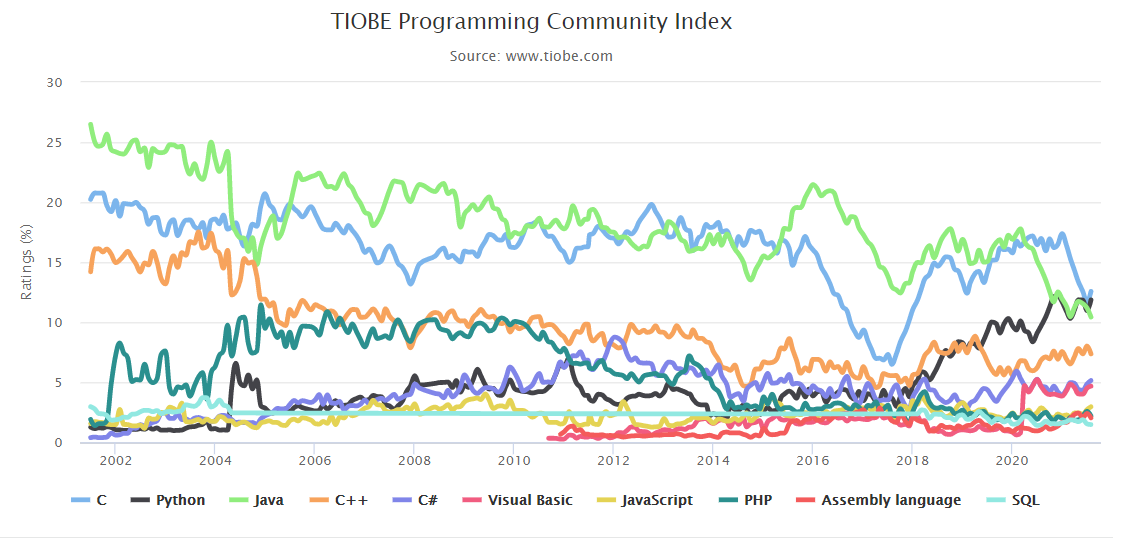 TIOBE Programming Community Index
Source: www.tiobe.com
30
25
20
15
10
5
0
Ratings (%)
2002 2004 2006 2008 2010 2012 2014 2016 2018 2020
C Python Java C++ C# Visual Basic JavaScript PHP Assembly language SQL